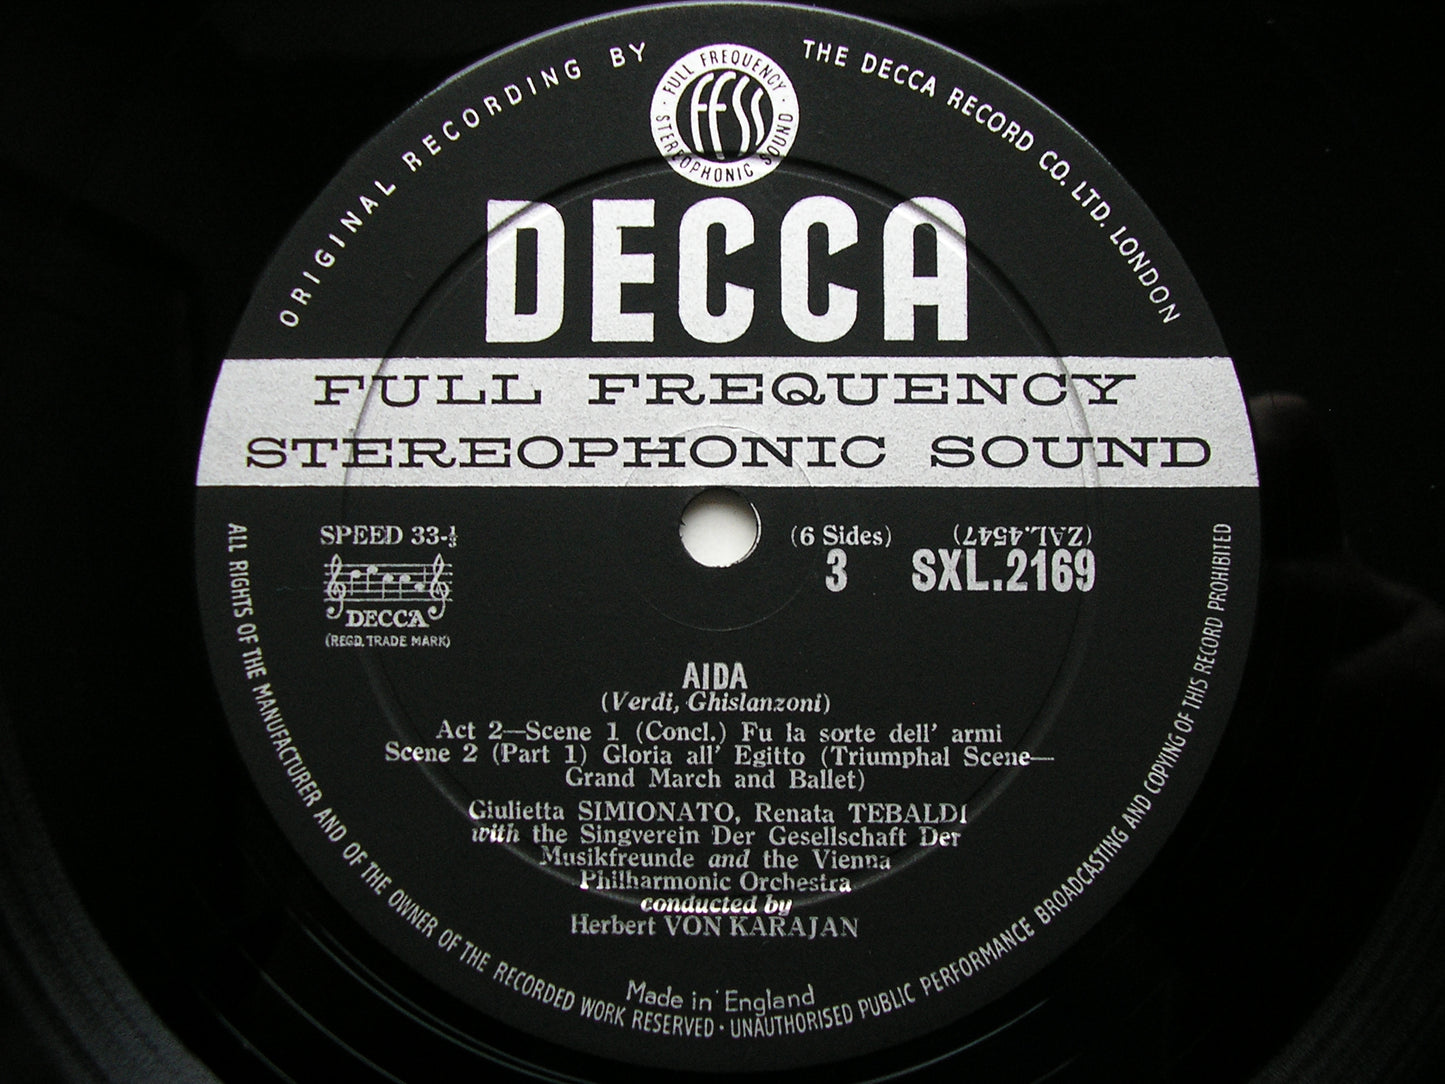 ORIGINAL RECORDING BY THE DECCA RECORD CO. LTD. LONDON
FULL FREQUENCY
ffss
STEREOPHONIC SOUND
DECCA
FULL FREQUENCY
STEREOPHONIC SOUND
SPEED 33-⅓
DECCA
(REGD. TRADE MARK)
(6 Sides)
3
(ZAL.4547)
SXL.2169
AIDA
(Verdi, Ghislanzoni)
Act 2—Scene 1 (Concl.) Fu la sorte dell' armi
Scene 2 (Part 1) Gloria all' Egitto (Triumphal Scene—
Grand March and Ballet)
Giulietta SIMIONATO, Renata TEBALDI
with the Singverein Der Gesellschaft Der
Musikfreunde and the Vienna
Philharmonic Orchestra
conducted by
Herbert VON KARAJAN
Made in England
ALL RIGHTS OF THE MANUFACTURER AND OF THE OWNER OF THE RECORDED WORK RESERVED · UNAUTHORISED PUBLIC PERFORMANCE BROADCASTING AND COPYING OF THIS RECORD PROHIBITED